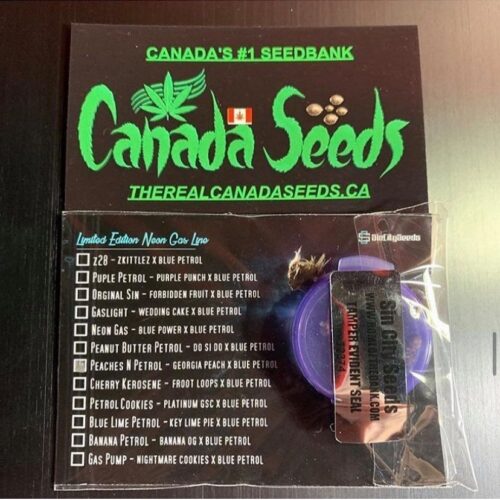 CANADA'S #1 SEEDBANK
Canada Seeds
THEREALCANADASEEDS.CA
Limited Edition Neon Gas Line
SinCitySeeds
Z28 - ZKITTLEZ X BLUE PETROL
PUPLE PETROL - PURPLE PUNCH X BLUE PETROL
ORGINAL SIN - FORBIDDEN FRUIT X BLUE PETROL
GASLIGHT - WEDDING CAKE X BLUE PETROL
NEON GAS - BLUE POWER X BLUE PETROL
PEANUT BUTTER PETROL - DO SI DO X BLUE PETROL
PEACHES N PETROL - GEORGIA PEACH X BLUE PETROL
CHERRY KEROSENE - FROOT LOOPS X BLUE PETROL
PETROL COOKIES - PLATINUM GSC X BLUE PETROL
BLUE LIME PETROL - KEY LIME PIE X BLUE PETROL
BANANA PETROL - BANANA OG X BLUE PETROL
GAS PUMP - NIGHTMARE COOKIES X BLUE PETROL
Sin City Seeds
TAMPER EVIDENT SEAL